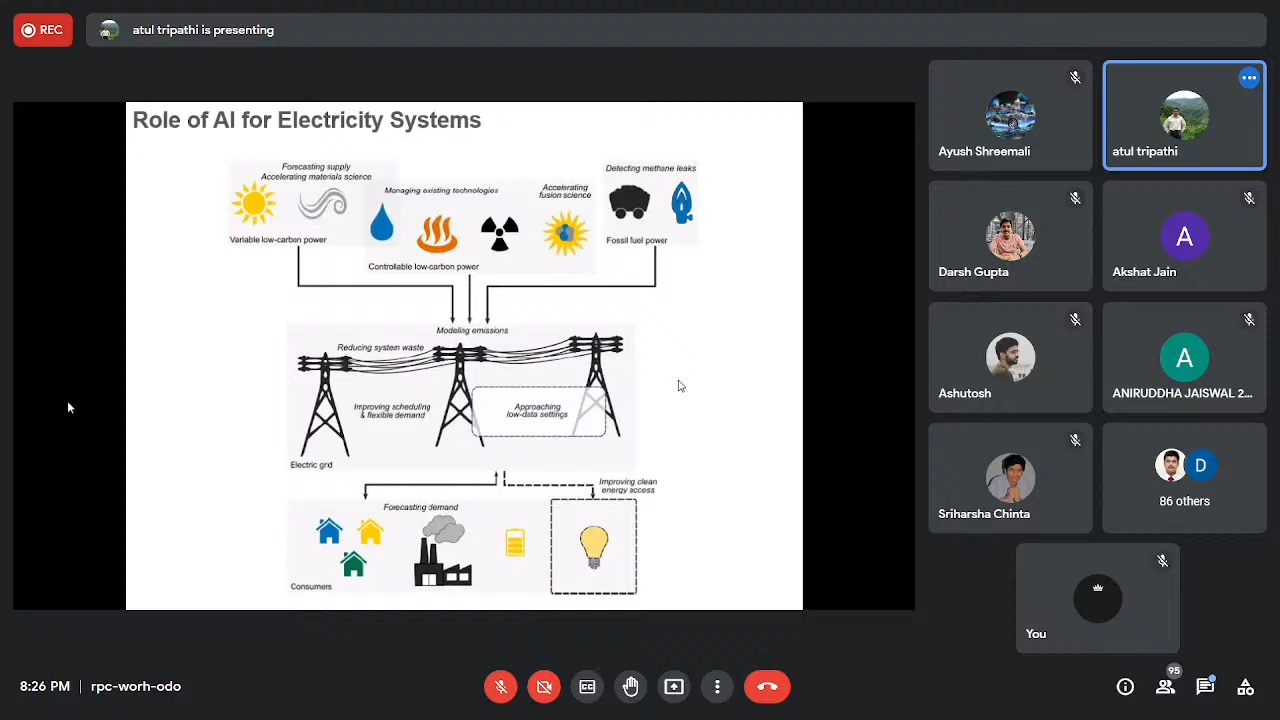 REC
atul tripathi is presenting
Role of AI for Electricity Systems
Forecasting supply
Accelerating materials science
Managing existing technologies
Accelerating
fusion science
Detecting methane leaks
Variable low-carbon power
Controllable low-carbon power
Fossil fuel power
Modeling emissions
Reducing system waste
Improving scheduling
& flexible demand
Approaching
low-data settings
Electric grid
Improving clean
energy access
Forecasting demand
Consumers
Ayush Shresth
atul tripathi
Darsh Gupta
A
Akshat Jain
Ashutosh
A
ANIRUDDHA JAISWAL 2...
Sriharsha
D
86 others
You
8:26 PM
rpc-worh-odo
95